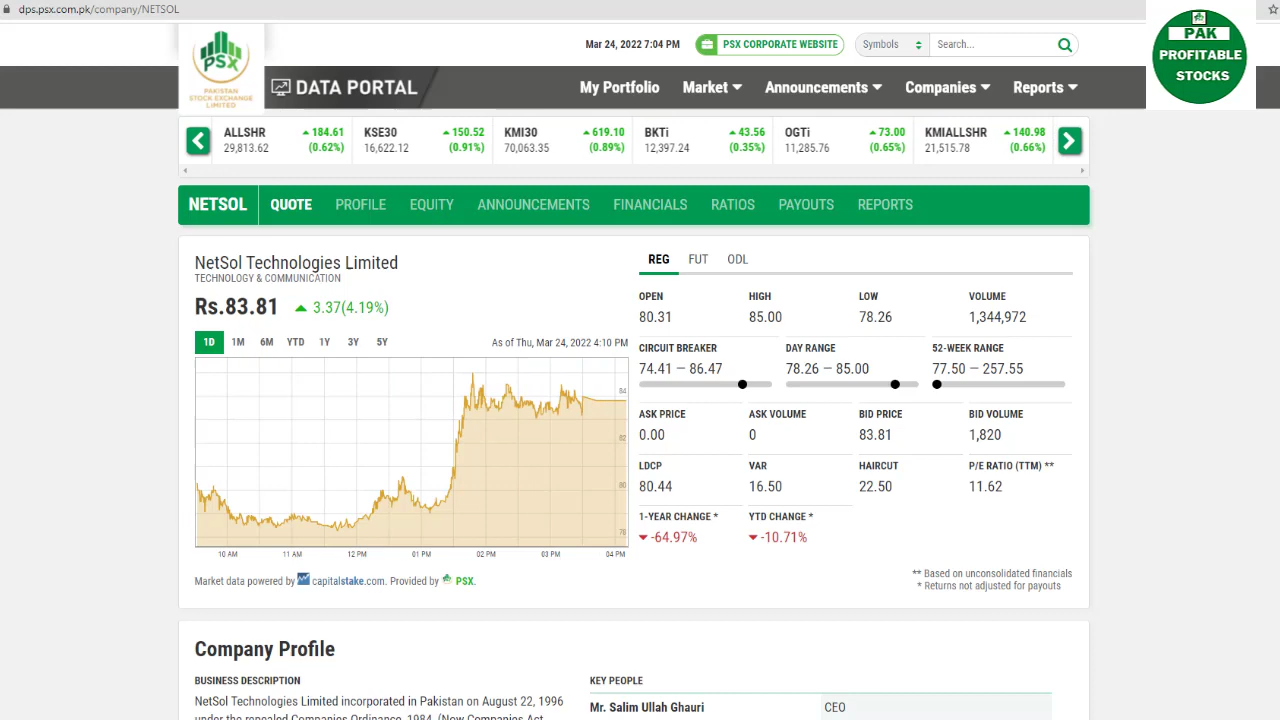 dps.psx.com.pk/company/NETSOL
PSX
PAKISTAN
STOCK EXCHANGE
LIMITED
Mar 24, 2022 7:04 PM
PSX CORPORATE WEBSITE
Symbols
Search...
PAK
PROFITABLE
STOCKS
DATA PORTAL
My Portfolio
Market
Announcements
Companies
Reports
ALLSHR 184.61
29,813.62 (0.62%)
KSE30 150.52
16,622.12 (0.91%)
KMI30 619.10
70,063.35 (0.89%)
BKTi 43.56
12,397.24 (0.35%)
OGTi 73.00
11,285.76 (0.65%)
KMIALLSHR 140.98
21,515.78 (0.66%)
NETSOL QUOTE PROFILE EQUITY ANNOUNCEMENTS FINANCIALS RATIOS PAYOUTS REPORTS
NetSol Technologies Limited
TECHNOLOGY & COMMUNICATION
Rs.83.81 3.37(4.19%)
1D 1M 6M YTD 1Y 3Y 5Y
As of Thu, Mar 24, 2022 4:10 PM
84
82
80
78
10 AM 11 AM 12 PM 01 PM 02 PM 03 PM 04 PM
Market data powered by capitalstake.com. Provided by PSX.
REG FUT ODL
OPEN HIGH LOW VOLUME
80.31 85.00 78.26 1,344,972
CIRCUIT BREAKER DAY RANGE 52-WEEK RANGE
74.41 — 86.47 78.26 — 85.00 77.50 — 257.55
ASK PRICE ASK VOLUME BID PRICE BID VOLUME
0.00 0 83.81 1,820
LDCP VAR HAIRCUT P/E RATIO (TTM) **
80.44 16.50 22.50 11.62
1-YEAR CHANGE * YTD CHANGE *
-64.97% -10.71%
** Based on unconsolidated financials
* Returns not adjusted for payouts
Company Profile
BUSINESS DESCRIPTION
NetSol Technologies Limited incorporated in Pakistan on August 22, 1996
under the repealed Companies Ordinance, 1984, (Now Companies Act,
KEY PEOPLE
Mr. Salim Ullah Ghauri CEO